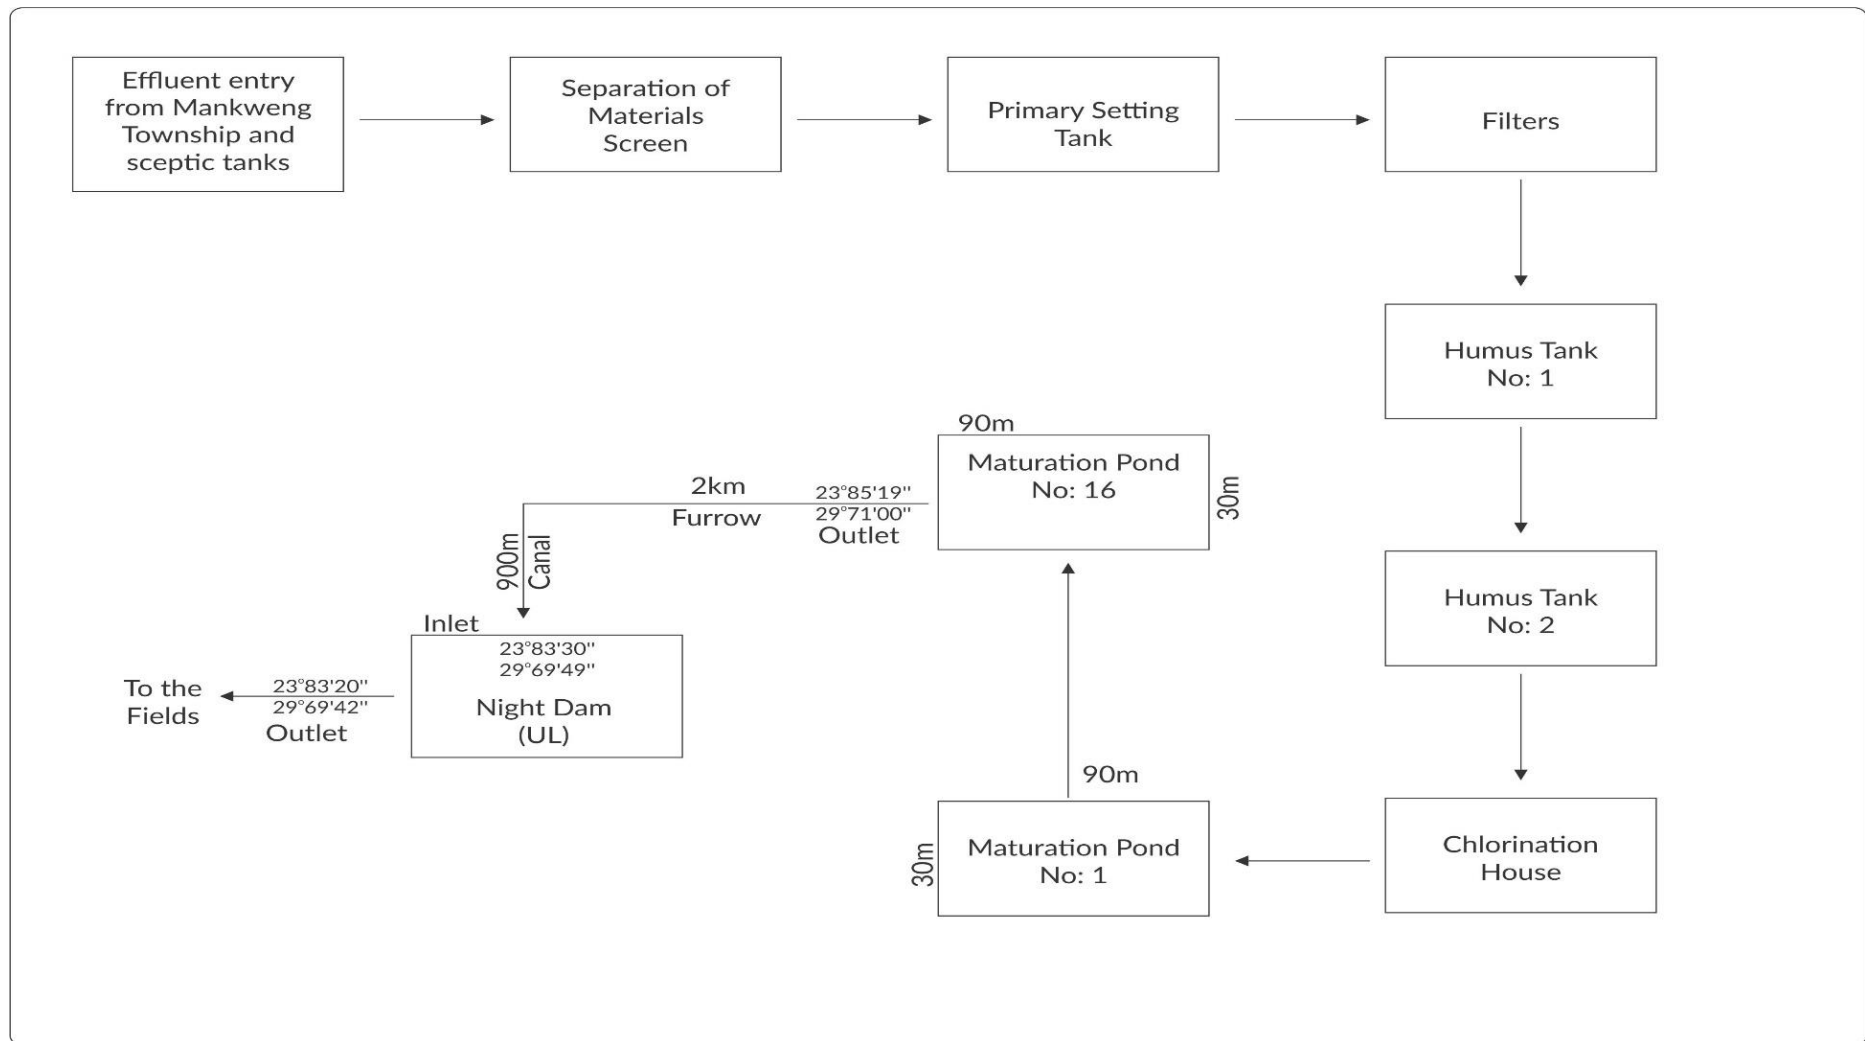 Effluent entry
from Mankweng
Township and
sceptic tanks
Separation of
Materials
Screen
Primary Setting
Tank
Filters
Humus Tank
No: 1
Humus Tank
No: 2
Chlorination
House
90m
30m
Maturation Pond
No: 1
90m
Maturation Pond
No: 16
30m
23°85'19"
29°71'00"
Outlet
2km
Furrow
900m
Canal
Inlet
23°83'30"
29°69'49"
Night Dam
(UL)
23°83'20"
29°69'42"
Outlet
To the
Fields